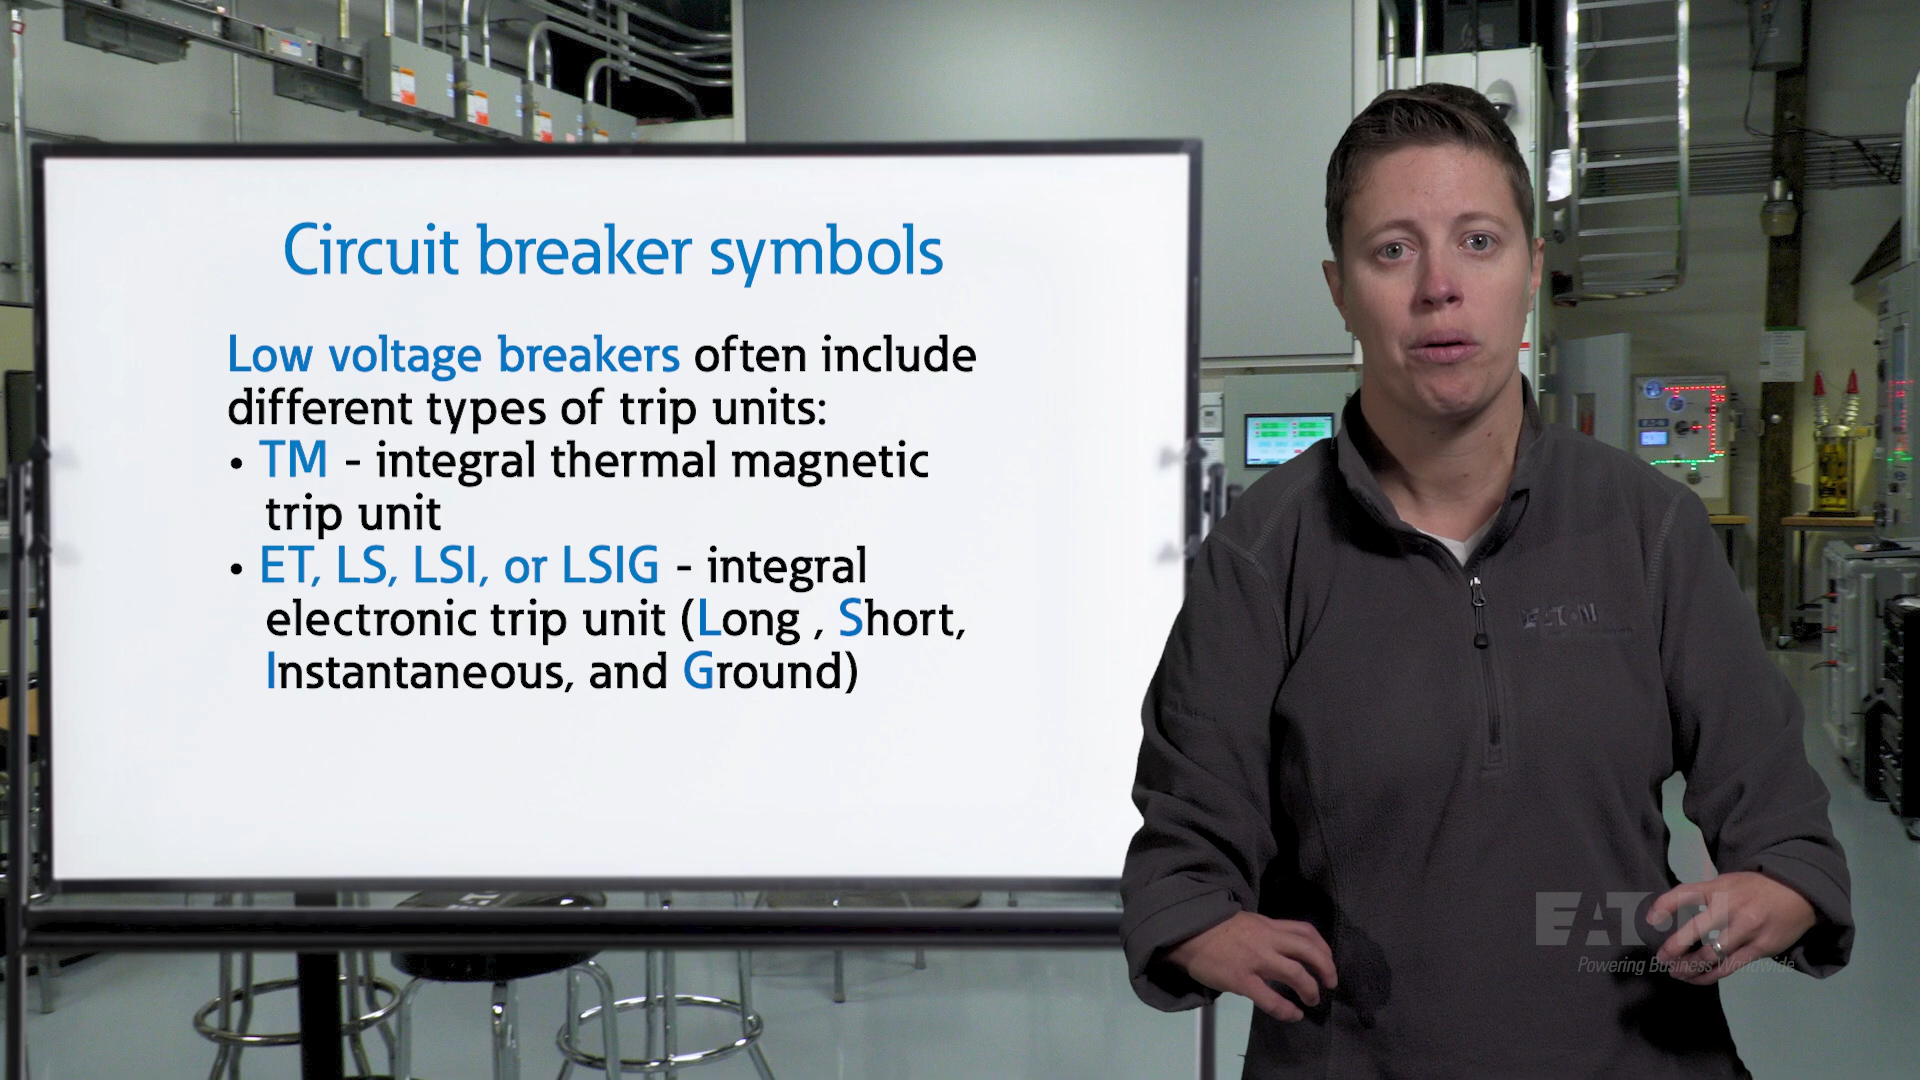 Circuit breaker symbols
Low voltage breakers often include
different types of trip units:
• TM - integral thermal magnetic
trip unit
• ET, LS, LSI, or LSIG - integral
electronic trip unit (Long , Short,
Instantaneous, and Ground)
EATON
EATON
Powering Business Worldwide